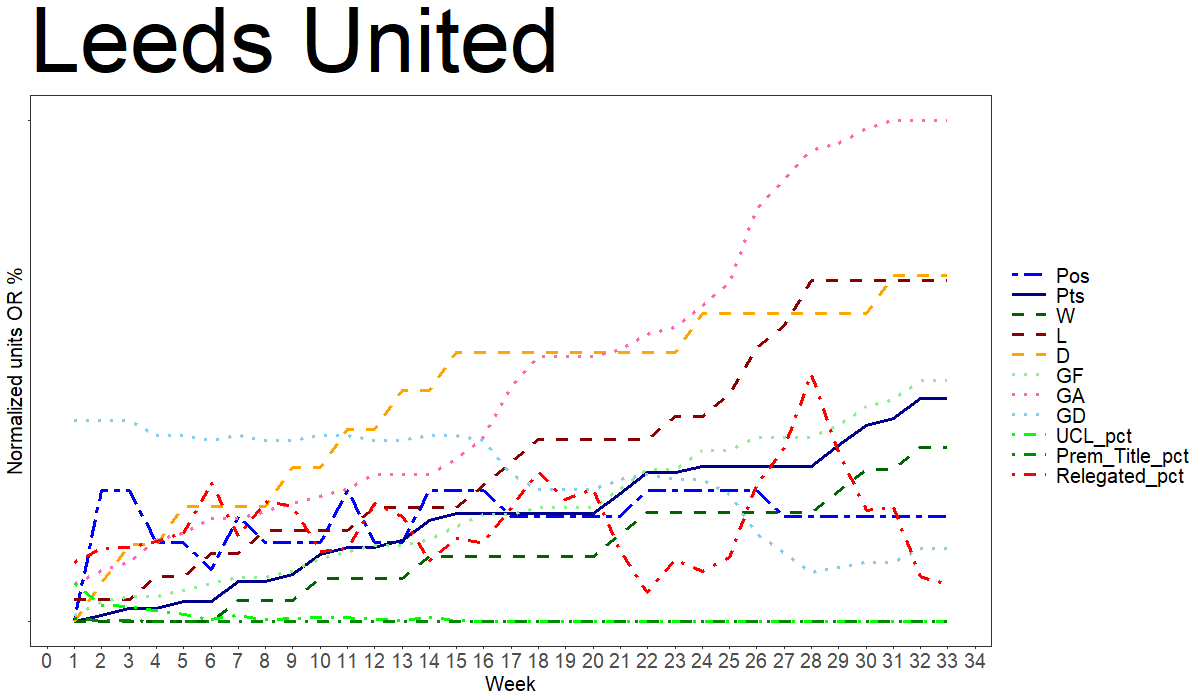 Leeds United
Normalized units OR %
0 1 2 3 4 5 6 7 8 9 10 11 12 13 14 15 16 17 18 19 20 21 22 23 24 25 26 27 28 29 30 31 32 33 34
Week
Pos
Pts
W
L
D
GF
GA
GD
UCL_pct
Prem_Title_pct
Relegated_pct